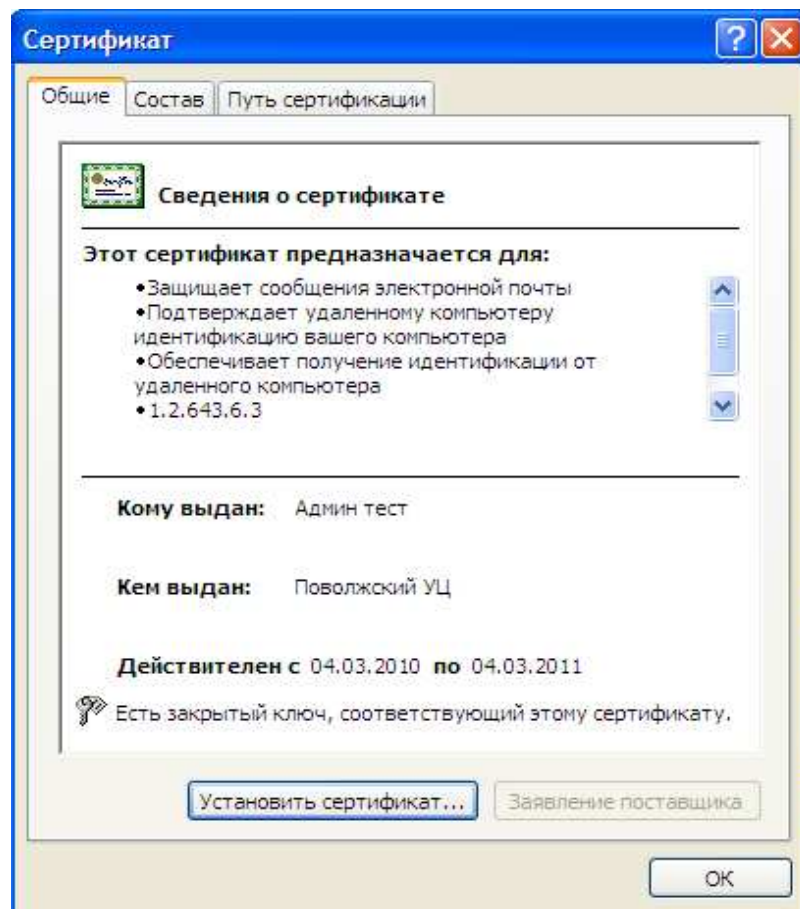 Сертификат
Общие Состав Путь сертификации
Сведения о сертификате
Этот сертификат предназначается для:
•Защищает сообщения электронной почты
•Подтверждает удаленному компьютеру
идентификацию вашего компьютера
•Обеспечивает получение идентификации от
удаленного компьютера
•1.2.643.6.3
Кому выдан: Админ тест
Кем выдан: Поволжский УЦ
Действителен с 04.03.2010 по 04.03.2011
Есть закрытый ключ, соответствующий этому сертификату.
Установить сертификат... Заявление поставщика
ОК